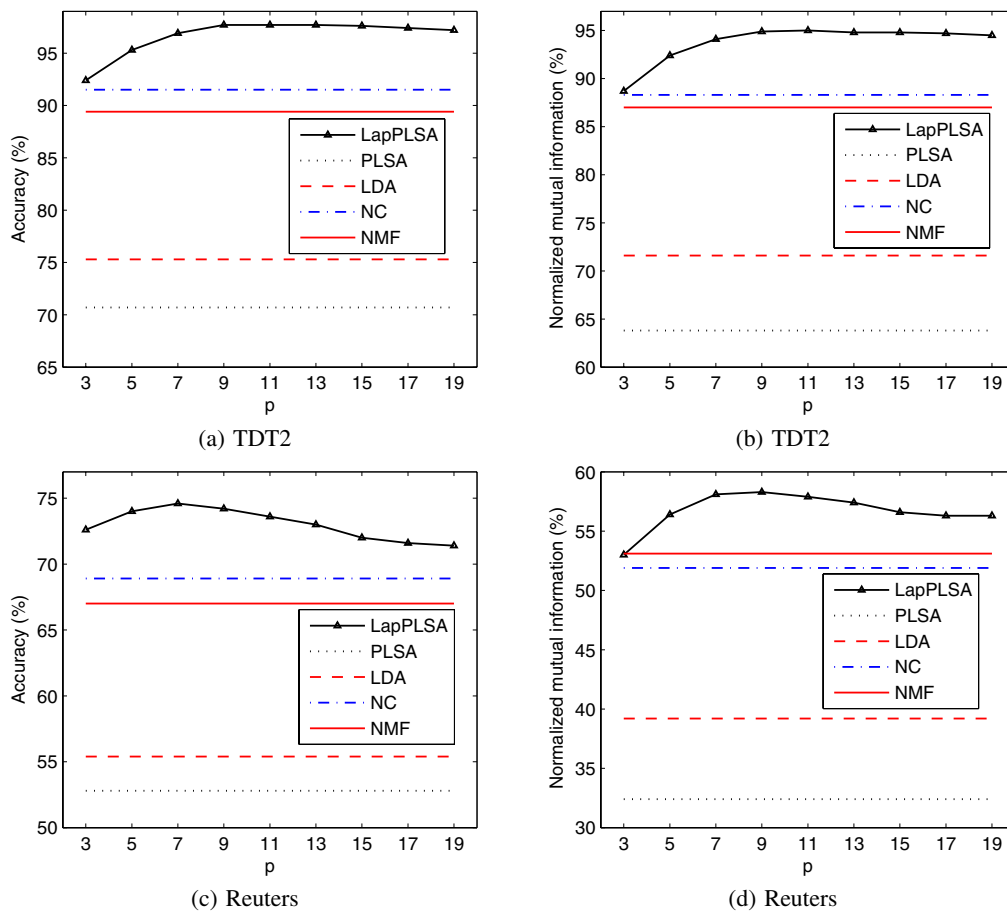 95
90
85
80
75
70
65
3 5 7 9 11 13 15 17 19
p
Accuracy (%)
LapPLSA
PLSA
LDA
NC
NMF
(a) TDT2
95
90
85
80
75
70
65
60
3 5 7 9 11 13 15 17 19
p
Normalized mutual information (%)
LapPLSA
PLSA
LDA
NC
NMF
(b) TDT2
75
70
65
60
55
50
3 5 7 9 11 13 15 17 19
p
Accuracy (%)
LapPLSA
PLSA
LDA
NC
NMF
(c) Reuters
60
55
50
45
40
35
30
3 5 7 9 11 13 15 17 19
p
Normalized mutual information (%)
LapPLSA
PLSA
LDA
NC
NMF
(d) Reuters